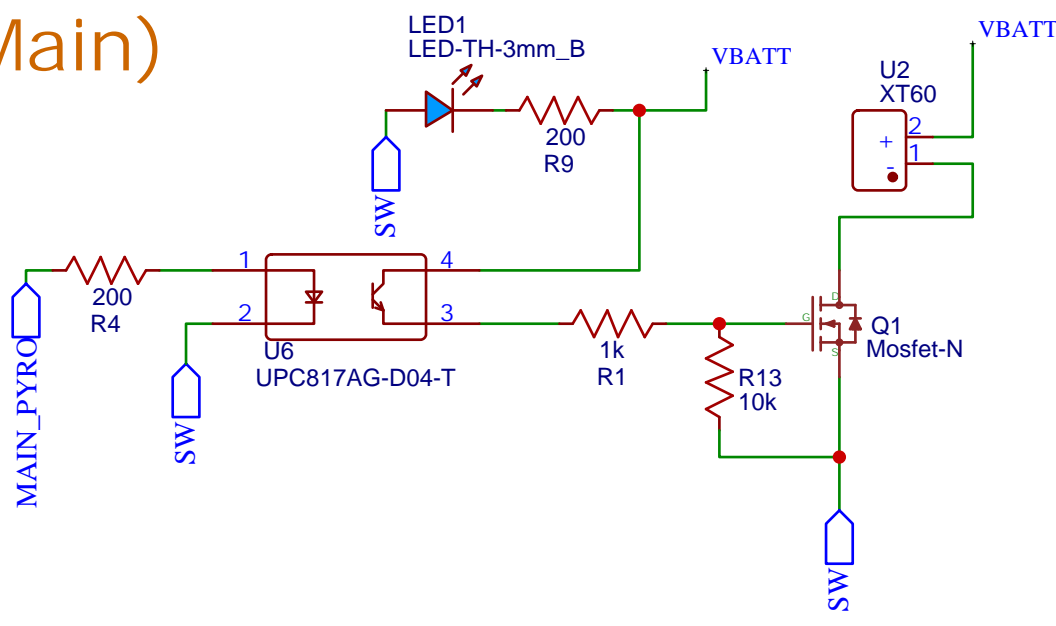 Main)
LED1
LED-TH-3mm_B
VBATT
VBATT
U2
XT60
2
+
1
-
200
R9
SW
1
4
200
R4
2
3
U6
UPC817AG-D04-T
MAIN_PYRO
SW
1k
R1
R13
10k
D
G
S
Q1
Mosfet-N
SW